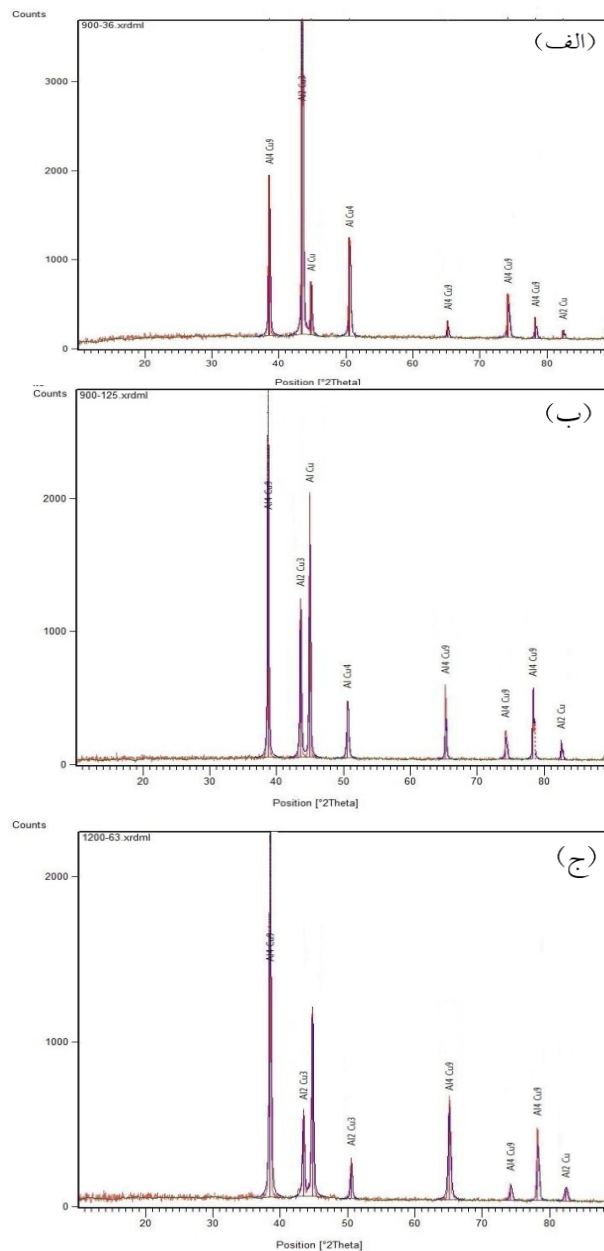 Counts
900-36.xrdml
(الف)
3000
2000
1000
0
Al4 Cu9
Al2 Cu3
Al Cu
Al Cu4
Al4 Cu9
Al4 Cu9
Al4 Cu9
Al2 Cu
20 30 40 50 60 70 80
Position [°2Theta]
Counts
900-125.xrdml
(ب)
2000
1000
0
Al4 Cu9
Al2 Cu3
Al Cu
Al Cu4
Al4 Cu9
Al4 Cu9
Al4 Cu9
Al2 Cu
20 30 40 50 60 70 80
Position [°2Theta]
Counts
1200-63.xrdml
(ج)
2000
1000
0
Al4 Cu9
Al2 Cu3
Al2 Cu3
Al4 Cu9
Al4 Cu9
Al4 Cu9
Al2 Cu
20 30 40 50 60 70 80
Position [°2Theta]